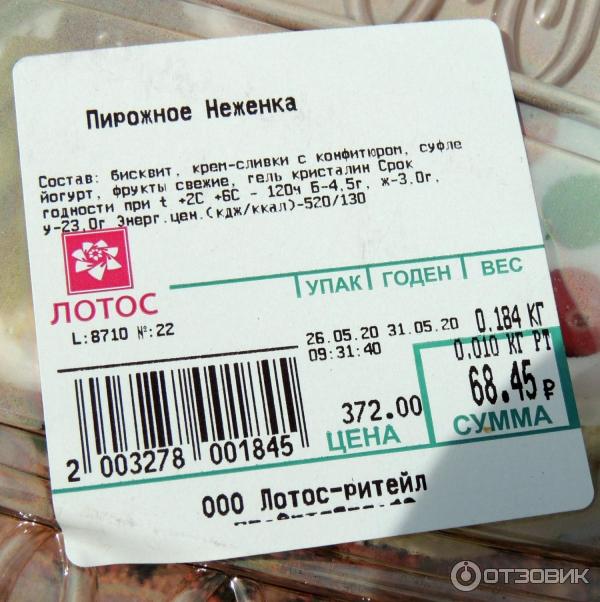 Пирожное Неженка
Состав: бисквит, крем-сливки с конфитюром, суфле
йогурт, фрукты свежие, гель кристалин Срок
годности при t +2С +6С - 120ч Б-4,5г, ж-3,0г,
у-23,0г Энерг.цен.(кдж/ккал)-520/130
ЛОТОС
УПАК ГОДЕН ВЕС
L:8710 №:22
26.05.20 31.05.20 0.184 КГ
09:31:40 0.010 КГ РТ
372.00 68.45 ₽
ЦЕНА СУММА
2 003278 001845
ООО Лотос-ритейл
ОТЗОВИК